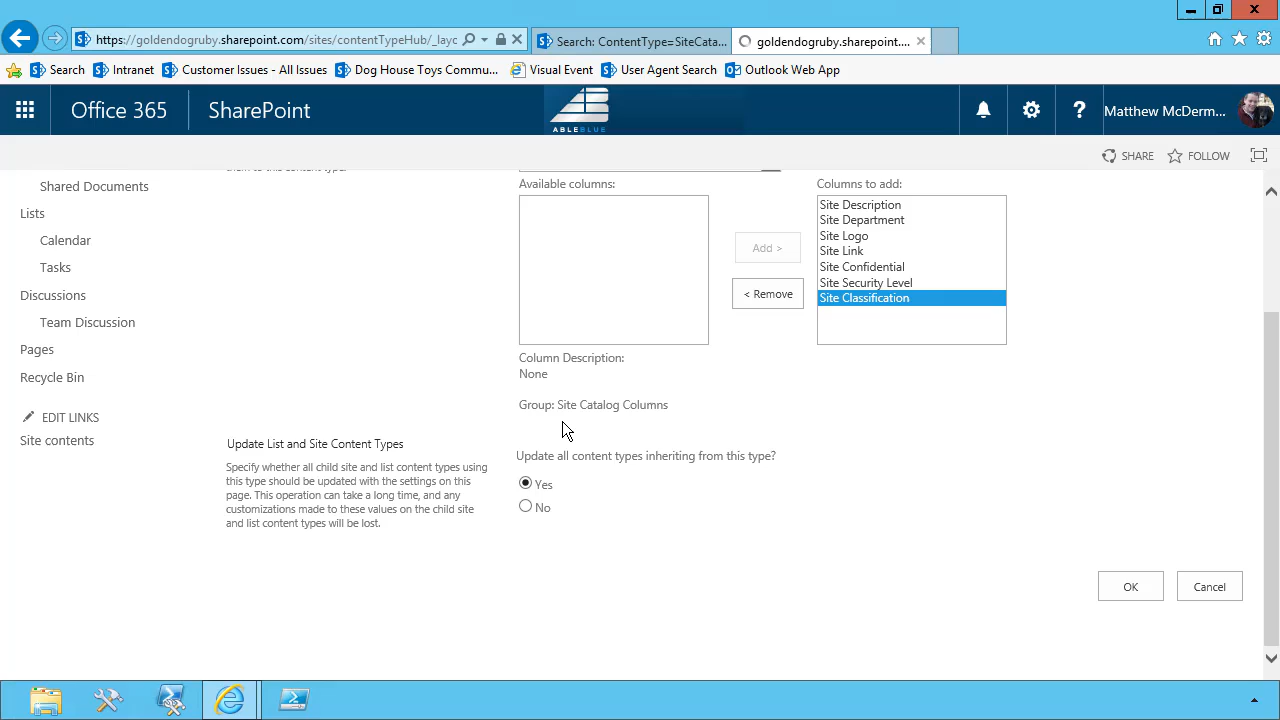 https://goldendogruby.sharepoint.com/sites/contentTypeHub/_layc
Search: ContentType=SiteCata...
goldendogruby.sharepoint....
Search
Intranet
Customer Issues - All Issues
Dog House Toys Commu...
Visual Event
User Agent Search
Outlook Web App
Office 365
SharePoint
ABLEBLUE
Matthew McDerm...
SHARE
FOLLOW
them to this content type.
Shared Documents
Lists
Calendar
Tasks
Discussions
Team Discussion
Pages
Recycle Bin
EDIT LINKS
Site contents
Available columns:
Add >
< Remove
Columns to add:
Site Description
Site Department
Site Logo
Site Link
Site Confidential
Site Security Level
Site Classification
Column Description:
None
Group: Site Catalog Columns
Update List and Site Content Types
Specify whether all child site and list content types using
this type should be updated with the settings on this
page. This operation can take a long time, and any
customizations made to these values on the child site
and list content types will be lost.
Update all content types inheriting from this type?
Yes
No
OK
Cancel